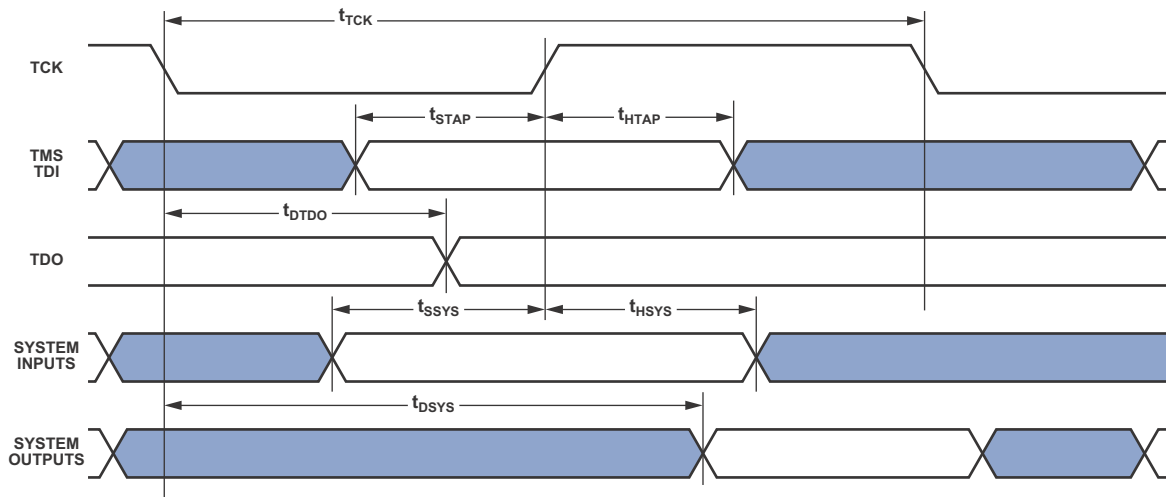 tTCK
TCK
tSTAP
tHTAP
TMS
TDI
tDTDO
TDO
tSSYS
tHSYS
SYSTEM
INPUTS
tDSYS
SYSTEM
OUTPUTS